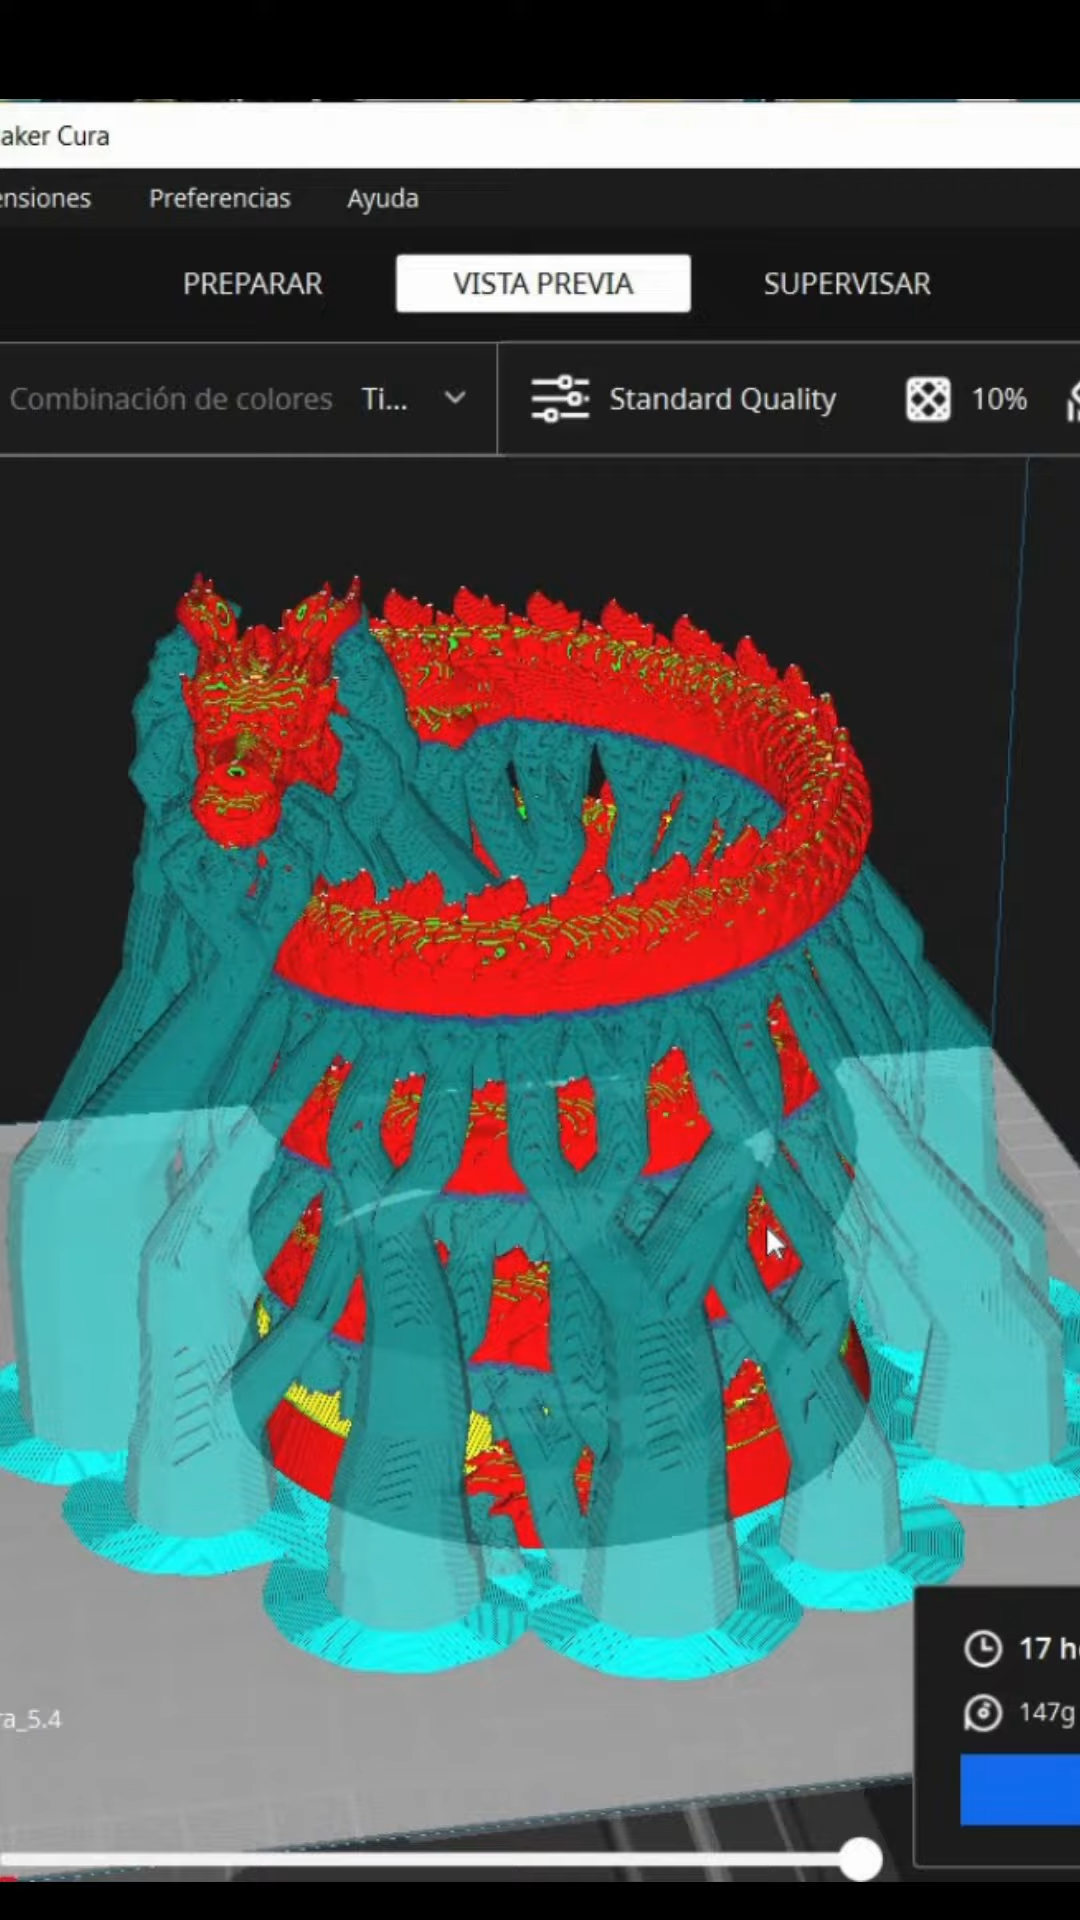 aker Cura
ensiones Preferencias Ayuda
PREPARAR VISTA PREVIA SUPERVISAR
Combinación de colores Ti... Standard Quality 10%
17 h
147g
ra_5.4